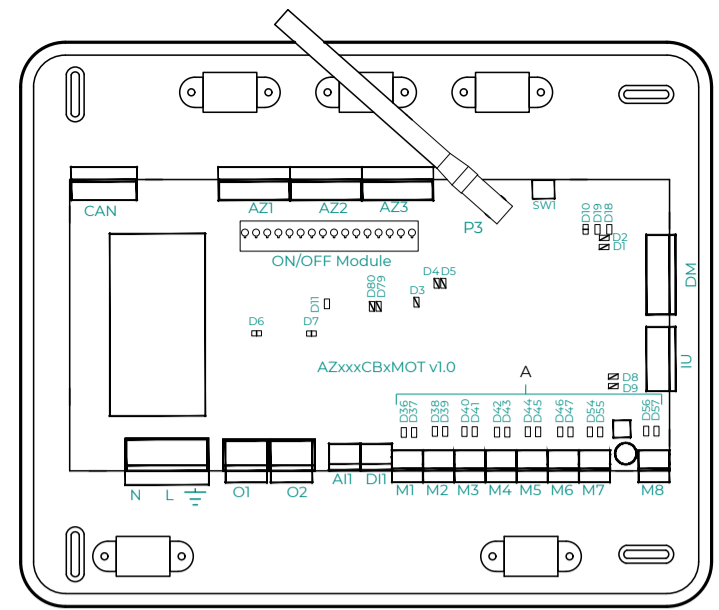 CAN
AZ1 AZ2 AZ3
P3
SW1
D10 D19 D18
D2
D1
ON/OFF Module
DM
D4 D5
D11 D80 D79 D3
D6 D7
AZxxxCBxMOT v1.0
IU
A
D8
D9
D36 D37 D38 D39 D40 D41 D42 D43 D44 D45 D46 D47 D54 D55 D56 D57
N L O1 O2 AI1 DI1 M1 M2 M3 M4 M5 M6 M7 M8